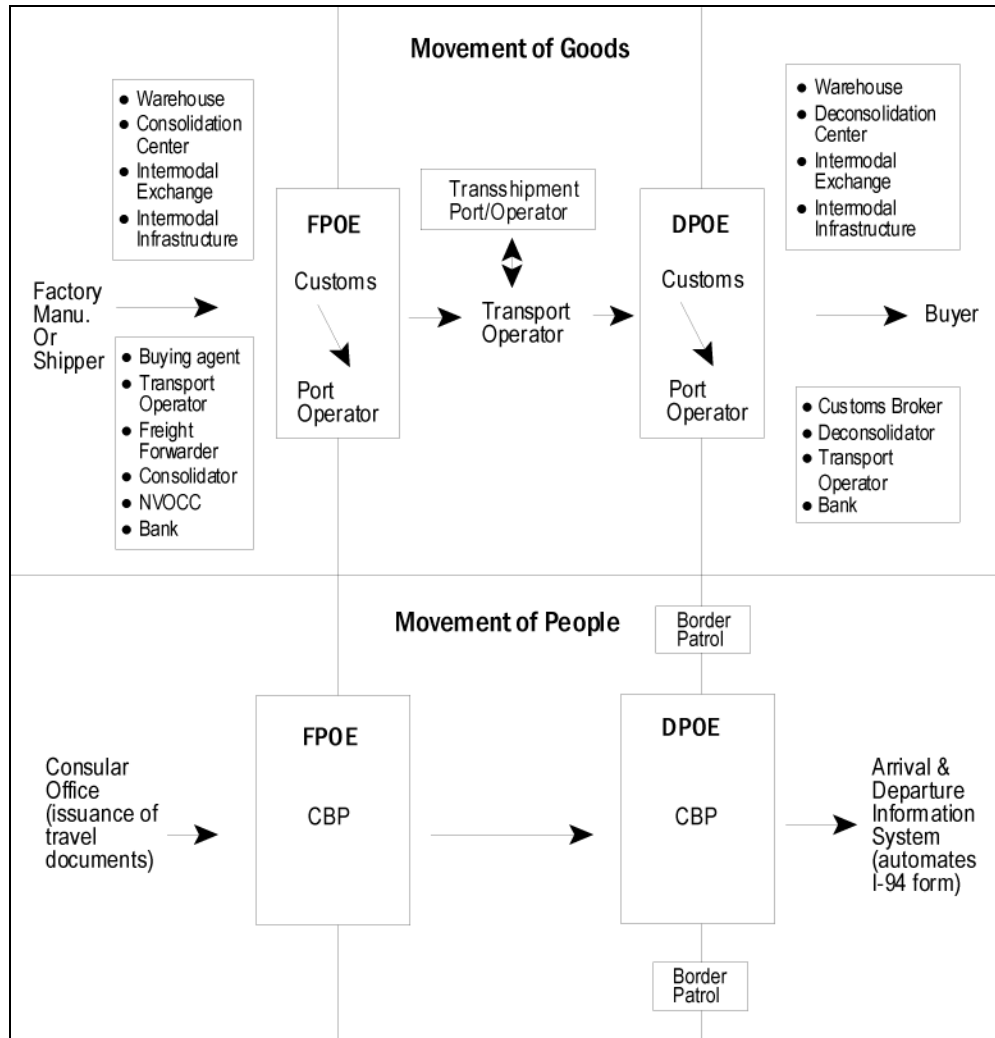 Movement of Goods
● Warehouse
● Consolidation
Center
● Intermodal
Exchange
● Intermodal
Infrastructure
Factory
Manu.
Or
Shipper
● Buying agent
● Transport
Operator
● Freight
Forwarder
● Consolidator
● NVOCC
● Bank
FPOE
Customs
Port
Operator
Transshipment
Port/Operator
Transport
Operator
DPOE
Customs
Port
Operator
● Warehouse
● Deconsolidation
Center
● Intermodal
Exchange
● Intermodal
Infrastructure
Buyer
● Customs Broker
● Deconsolidator
● Transport
Operator
● Bank
Movement of People
Consular
Office
(issuance of
travel
documents)
FPOE
CBP
Border
Patrol
DPOE
CBP
Border
Patrol
Arrival &
Departure
Information
System
(automates
I-94 form)